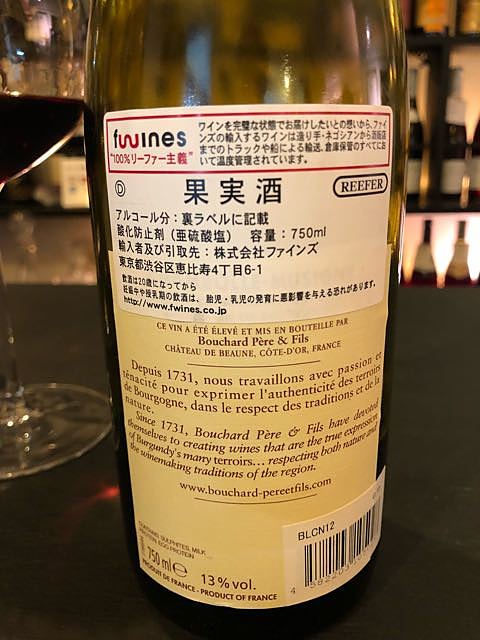 fwines
"100%リーファー主義"
ワインを完璧な状態でお届けしたいとの想いから、ファイ
ンズの輸入するワインは造り手・ネゴシアンから酒販店
までのトラックや船による輸送、倉庫保管のすべてにお
いて温度管理されています。
D
果実酒
REEFER
アルコール分：裏ラベルに記載
酸化防止剤（亜硫酸塩） 容量：750ml
輸入者及び引取先：株式会社ファインズ
東京都渋谷区恵比寿4丁目6-1
飲酒は20歳になってから
妊娠中や授乳期の飲酒は、胎児・乳児の発育に悪影響を与える恐れがあります。
http://www.fwines.co.jp
CE VIN A ÉTÉ ÉLEVÉ ET MIS EN BOUTEILLE PAR
Bouchard Père & Fils
CHÂTEAU DE BEAUNE, CÔTE-D'OR, FRANCE
Depuis 1731, nous travaillons avec passion et
ténacité pour exprimer l'authenticité des terroirs
de Bourgogne, dans le respect des traditions et de la
nature.
Since 1731, Bouchard Père & Fils have devoted
themselves to creating wines that are the true expression
of Burgundy's many terroirs... respecting both nature and
the winemaking traditions of the region.
www.bouchard-pereetfils.com
CONTAINS SULPHITES, MILK
PROTEIN, EGG PROTEIN
BLCN12
750 ml e
13% vol.
PRODUIT DE FRANCE - PRODUCT OF FRANCE